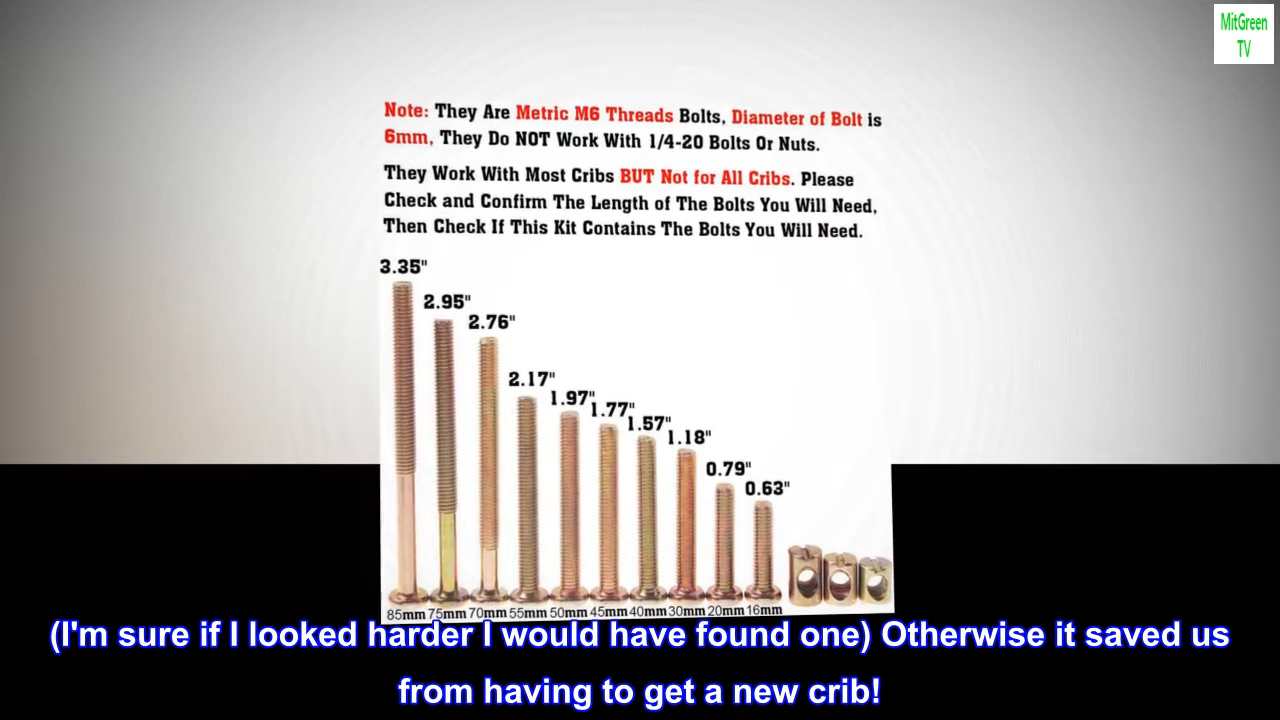 MitGreen
TV
Note: They Are Metric M6 Threads Bolts, Diameter of Bolt is
6mm, They Do NOT Work With 1/4-20 Bolts Or Nuts.
They Work With Most Cribs BUT Not for All Cribs. Please
Check and Confirm The Length of The Bolts You Will Need,
Then Check If This Kit Contains The Bolts You Will Need.
3.35"
2.95"
2.76"
2.17"
1.97"
1.77"
1.57"
1.18"
0.79"
0.63"
85mm 75mm 70mm 55mm 50mm 45mm 40mm 30mm 20mm 16mm
(I'm sure if I looked harder I would have found one) Otherwise it saved us
from having to get a new crib!